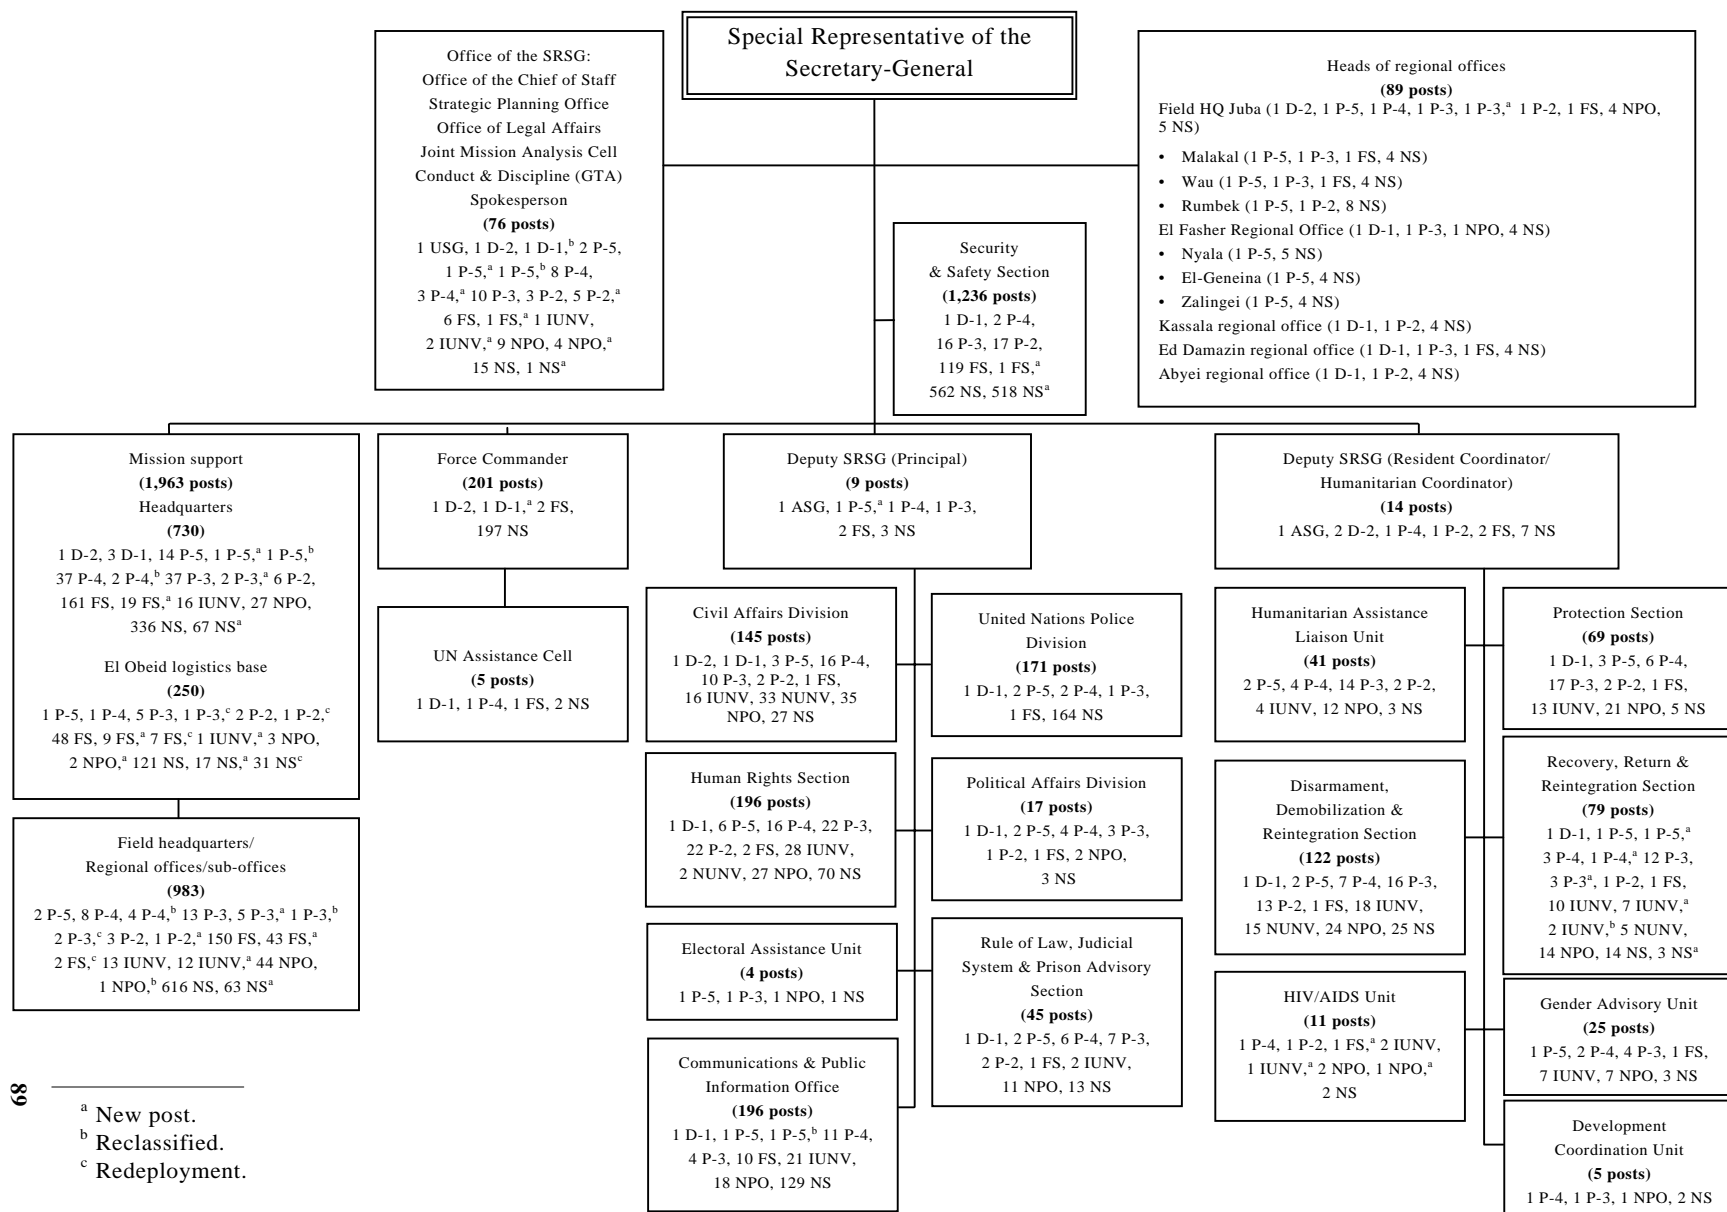 Special Representative of the
Secretary-General
Office of the SRSG:
Office of the Chief of Staff
Strategic Planning Office
Office of Legal Affairs
Joint Mission Analysis Cell
Conduct & Discipline (GTA)
Spokesperson
(76 posts)
1 USG, 1 D-2, 1 D-1,b 2 P-5,
1 P-5,a 1 P-5,b 8 P-4,
3 P-4,a 10 P-3, 3 P-2, 5 P-2,a
6 FS, 1 FS,a 1 IUNV,
2 IUNV,a 9 NPO, 4 NPO,a
15 NS, 1 NSa
Heads of regional offices
(89 posts)
Field HQ Juba (1 D-2, 1 P-5, 1 P-4, 1 P-3, 1 P-3,a 1 P-2, 1 FS, 4 NPO,
5 NS)
• Malakal (1 P-5, 1 P-3, 1 FS, 4 NS)
• Wau (1 P-5, 1 P-3, 1 FS, 4 NS)
• Rumbek (1 P-5, 1 P-2, 8 NS)
El Fasher Regional Office (1 D-1, 1 P-3, 1 NPO, 4 NS)
• Nyala (1 P-5, 5 NS)
• El-Geneina (1 P-5, 4 NS)
• Zalingei (1 P-5, 4 NS)
Kassala regional office (1 D-1, 1 P-2, 4 NS)
Ed Damazin regional office (1 D-1, 1 P-3, 1 FS, 4 NS)
Abyei regional office (1 D-1, 1 P-2, 4 NS)
Security
& Safety Section
(1,236 posts)
1 D-1, 2 P-4,
16 P-3, 17 P-2,
119 FS, 1 FS,a
562 NS, 518 NSa
Mission support
(1,963 posts)
Headquarters
(730)
1 D-2, 3 D-1, 14 P-5, 1 P-5,a 1 P-5,b
37 P-4, 2 P-4,b 37 P-3, 2 P-3,a 6 P-2,
161 FS, 19 FS,a 16 IUNV, 27 NPO,
336 NS, 67 NSa
El Obeid logistics base
(250)
1 P-5, 1 P-4, 5 P-3, 1 P-3,c 2 P-2, 1 P-2,c
48 FS, 9 FS,a 7 FS,c 1 IUNV,a 3 NPO,
2 NPO,a 121 NS, 17 NS,a 31 NSc
Field headquarters/
Regional offices/sub-offices
(983)
2 P-5, 8 P-4, 4 P-4,b 13 P-3, 5 P-3,a 1 P-3,b
2 P-3,c 3 P-2, 1 P-2,a 150 FS, 43 FS,a
2 FS,c 13 IUNV, 12 IUNV,a 44 NPO,
1 NPO,b 616 NS, 63 NSa
Force Commander
(201 posts)
1 D-2, 1 D-1,a 2 FS,
197 NS
UN Assistance Cell
(5 posts)
1 D-1, 1 P-4, 1 FS, 2 NS
Deputy SRSG (Principal)
(9 posts)
1 ASG, 1 P-5,a 1 P-4, 1 P-3,
2 FS, 3 NS
Civil Affairs Division
(145 posts)
1 D-2, 1 D-1, 3 P-5, 16 P-4,
10 P-3, 2 P-2, 1 FS,
16 IUNV, 33 NUNV, 35
NPO, 27 NS
United Nations Police
Division
(171 posts)
1 D-1, 2 P-5, 2 P-4, 1 P-3,
1 FS, 164 NS
Human Rights Section
(196 posts)
1 D-1, 6 P-5, 16 P-4, 22 P-3,
22 P-2, 2 FS, 28 IUNV,
2 NUNV, 27 NPO, 70 NS
Political Affairs Division
(17 posts)
1 D-1, 2 P-5, 4 P-4, 3 P-3,
1 P-2, 1 FS, 2 NPO,
3 NS
Electoral Assistance Unit
(4 posts)
1 P-5, 1 P-3, 1 NPO, 1 NS
Rule of Law, Judicial
System & Prison Advisory
Section
(45 posts)
1 D-1, 2 P-5, 6 P-4, 7 P-3,
2 P-2, 1 FS, 2 IUNV,
11 NPO, 13 NS
Communications & Public
Information Office
(196 posts)
1 D-1, 1 P-5, 1 P-5,b 11 P-4,
4 P-3, 10 FS, 21 IUNV,
18 NPO, 129 NS
Deputy SRSG (Resident Coordinator/
Humanitarian Coordinator)
(14 posts)
1 ASG, 2 D-2, 1 P-4, 1 P-2, 2 FS, 7 NS
Humanitarian Assistance
Liaison Unit
(41 posts)
2 P-5, 4 P-4, 14 P-3, 2 P-2,
4 IUNV, 12 NPO, 3 NS
Protection Section
(69 posts)
1 D-1, 3 P-5, 6 P-4,
17 P-3, 2 P-2, 1 FS,
13 IUNV, 21 NPO, 5 NS
Disarmament,
Demobilization &
Reintegration Section
(122 posts)
1 D-1, 2 P-5, 7 P-4, 16 P-3,
13 P-2, 1 FS, 18 IUNV,
15 NUNV, 24 NPO, 25 NS
Recovery, Return &
Reintegration Section
(79 posts)
1 D-1, 1 P-5, 1 P-5,a
3 P-4, 1 P-4,a 12 P-3,
3 P-3a, 1 P-2, 1 FS,
10 IUNV, 7 IUNV,a
2 IUNV,b 5 NUNV,
14 NPO, 14 NS, 3 NSa
HIV/AIDS Unit
(11 posts)
1 P-4, 1 P-2, 1 FS,a 2 IUNV,
1 IUNV,a 2 NPO, 1 NPO,a
2 NS
Gender Advisory Unit
(25 posts)
1 P-5, 2 P-4, 4 P-3, 1 FS,
7 IUNV, 7 NPO, 3 NS
Development
Coordination Unit
(5 posts)
1 P-4, 1 P-3, 1 NPO, 2 NS
a New post.
b Reclassified.
c Redeployment.
89